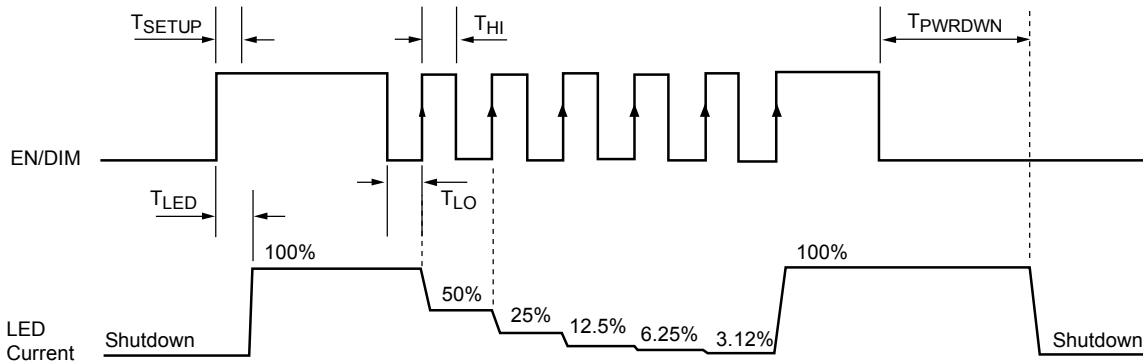 TSETUP
THI
TPWRDWN
EN/DIM
TLED
TLO
100%
100%
50%
25%
12.5%
6.25%
3.12%
LED
Current
Shutdown
Shutdown